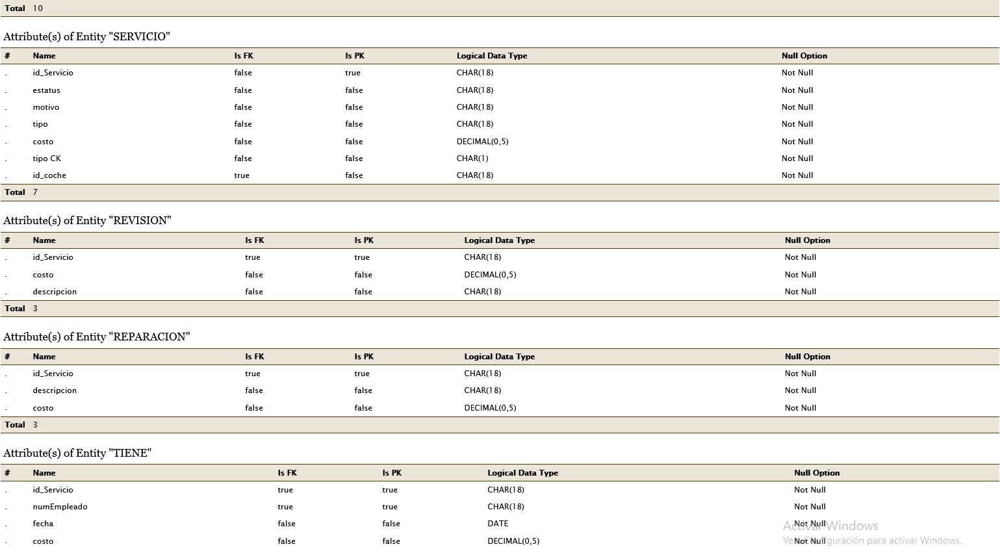 Total 10
Attribute(s) of Entity "SERVICIO"
# Name Is FK Is PK Logical Data Type Null Option
. id_Servicio false true CHAR(18) Not Null
. estatus false false CHAR(18) Not Null
. motivo false false CHAR(18) Not Null
. tipo false false CHAR(18) Not Null
. costo false false DECIMAL(0,5) Not Null
. tipo CK false false CHAR(1) Not Null
. id_coche true false CHAR(18) Not Null
Total 7
Attribute(s) of Entity "REVISION"
# Name Is FK Is PK Logical Data Type Null Option
. id_Servicio true true CHAR(18) Not Null
. costo false false DECIMAL(0,5) Not Null
. descripcion false false CHAR(18) Not Null
Total 3
Attribute(s) of Entity "REPARACION"
# Name Is FK Is PK Logical Data Type Null Option
. id_Servicio true true CHAR(18) Not Null
. descripcion false false CHAR(18) Not Null
. costo false false DECIMAL(0,5) Not Null
Total 3
Attribute(s) of Entity "TIENE"
# Name Is FK Is PK Logical Data Type Null Option
. id_Servicio true true CHAR(18) Not Null
. numEmpleado true true CHAR(18) Not Null
. fecha false false DATE Not Null
Activar Windows
. costo false false DECIMAL(0,5) Not Null
Ve a Configuración para activar Windows.